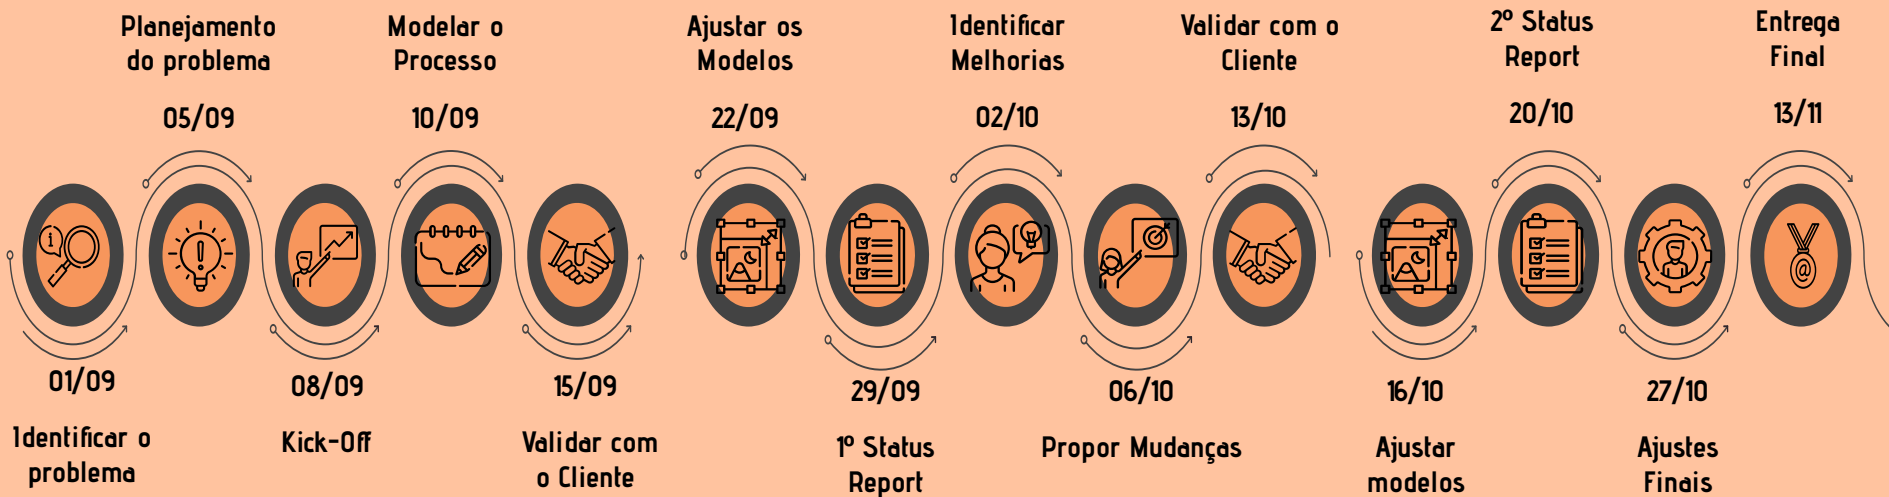 01/09
Identificar o
problema
Planejamento
do problema
05/09
08/09
Kick-Off
Modelar o
Processo
10/09
15/09
Validar com
o Cliente
Ajustar os
Modelos
22/09
29/09
1º Status
Report
Identificar
Melhorias
02/10
06/10
Propor Mudanças
Validar com o
Cliente
13/10
16/10
Ajustar
modelos
2º Status
Report
20/10
27/10
Ajustes
Finais
Entrega
Final
13/11